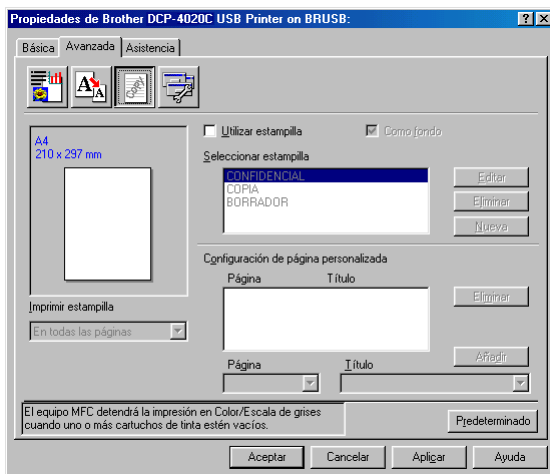 Propiedades de Brother DCP-4020C USB Printer on BRUSB:
Básica Avanzada Asistencia
A4
210 x 297 mm
Utilizar estampilla Como fondo
Seleccionar estampilla
CONFIDENCIAL
COPIA
BORRADOR
Editar
Eliminar
Nueva
Configuración de página personalizada
Página Título
Eliminar
Añadir
Página Título
Imprimir estampilla
En todas las páginas
El equipo MFC detendrá la impresión en Color/Escala de grises
cuando uno o más cartuchos de tinta estén vacíos.
Predeterminado
Aceptar Cancelar Aplicar Ayuda